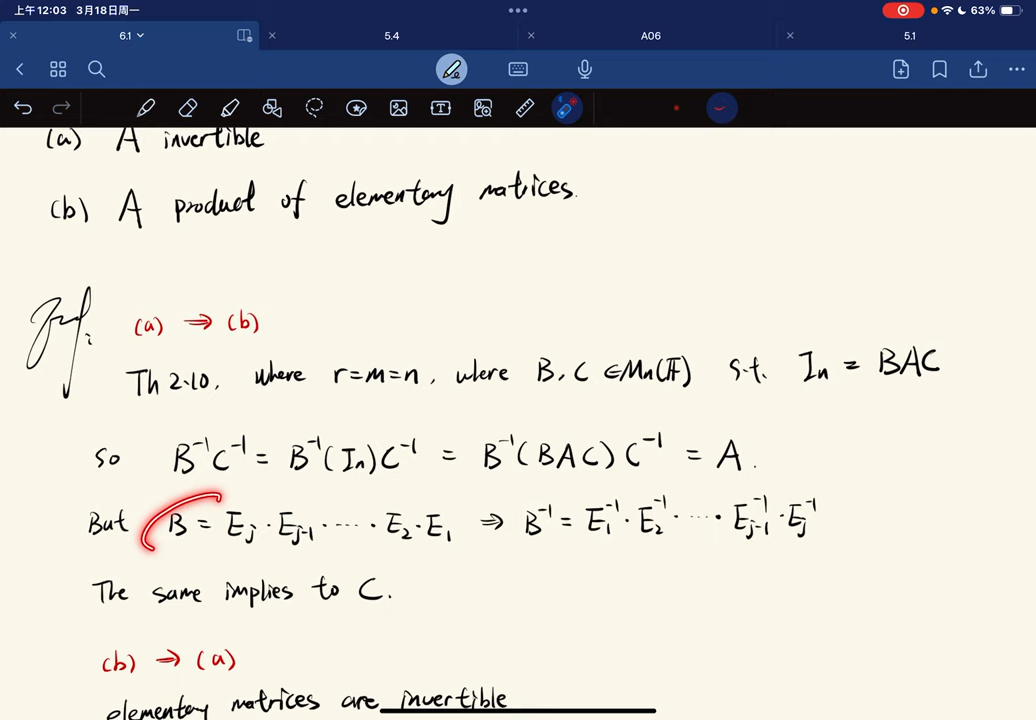 上午12:03 3月18日周一
63%
6.1
5.4
A06
5.1
(a) A invertible
(b) A product of elementary matrices.
Proof: (a) ⇒ (b)
Th 2.10, where r=m=n, where B, C ∈ Mn(F) s.t. In = BAC
so B⁻¹C⁻¹ = B⁻¹(In)C⁻¹ = B⁻¹(BAC)C⁻¹ = A.
But B = Ej · Ej-1 · ···· E2 · E1 ⇒ B⁻¹ = E1⁻¹ · E2⁻¹ · ···· Ej-1⁻¹ · Ej⁻¹
The same implies to C.
(b) ⇒ (a)
elementary matrices are invertible